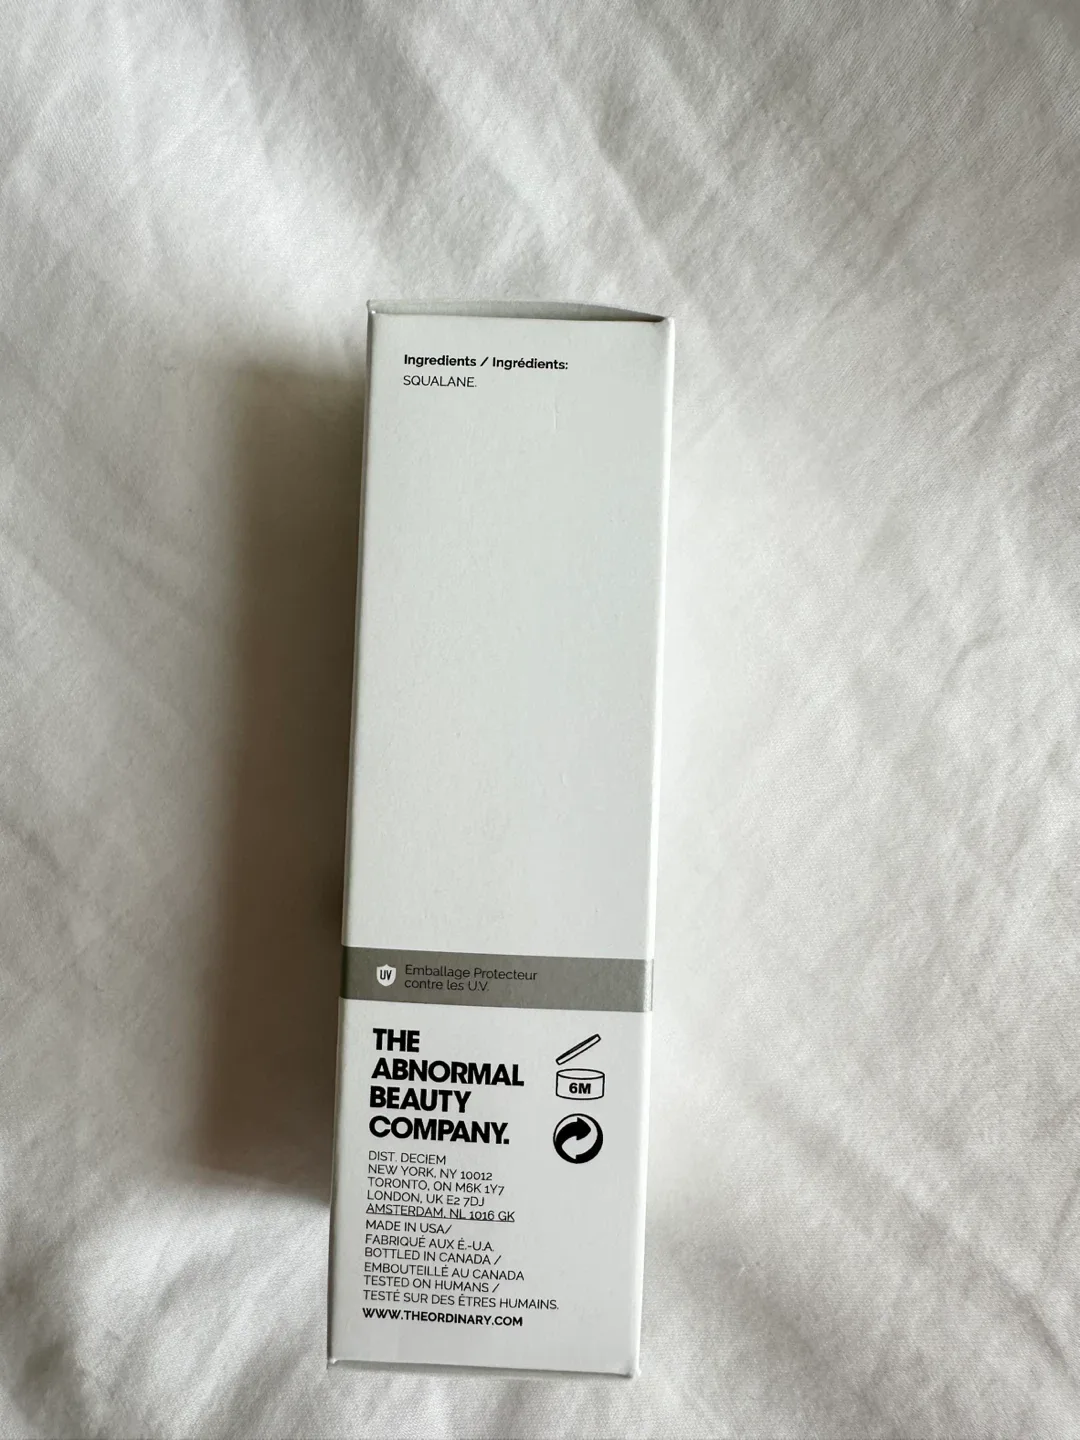 Ingredients / Ingrédients:
SQUALANE.
UV
Emballage Protecteur
contre les U.V.
THE
ABNORMAL
BEAUTY
COMPANY.
6M
DIST. DECIEM
NEW YORK, NY 10012
TORONTO, ON M6K 1Y7
LONDON, UK E2 7DJ
AMSTERDAM, NL 1016 GK
MADE IN USA/
FABRIQUÉ AUX É.-U.A.
BOTTLED IN CANADA /
EMBOUTEILLÉ AU CANADA
TESTED ON HUMANS /
TESTÉ SUR DES ÊTRES HUMAINS.
WWW.THEORDINARY.COM